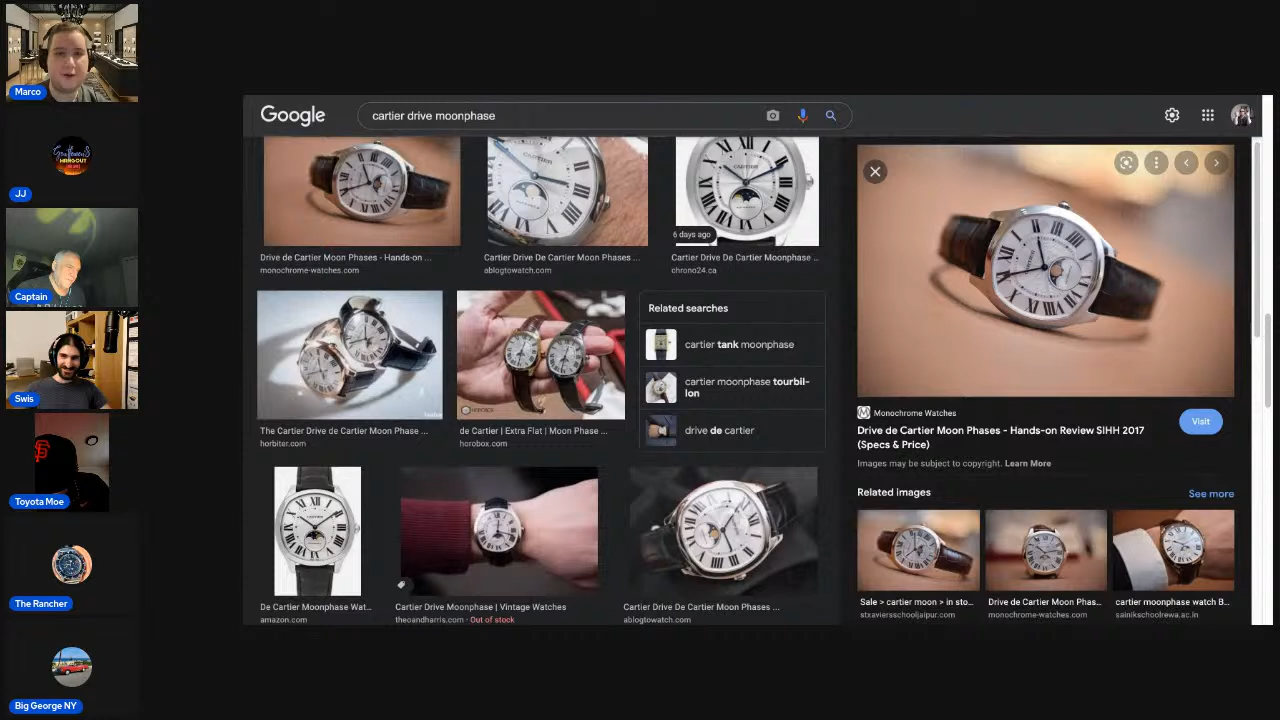 Marco
JJ
Captain
Swis
Toyota Moe
The Rancher
Big George NY
Google
cartier drive moonphase
6 days ago
Drive de Cartier Moon Phases - Hands-on ...
monochrome-watches.com
Cartier Drive De Cartier Moon Phases ...
ablogtowatch.com
Cartier Drive De Cartier Moonphase ...
chrono24.ca
Related searches
cartier tank moonphase
cartier moonphase tourbil-
lon
drive de cartier
The Cartier Drive de Cartier Moon Phase ...
horbiter.com
de Cartier | Extra Flat | Moon Phase ...
horobox.com
De Cartier Moonphase Wat...
amazon.com
Cartier Drive Moonphase | Vintage Watches
theoandharris.com · Out of stock
Cartier Drive De Cartier Moon Phases ...
ablogtowatch.com
Monochrome Watches
Drive de Cartier Moon Phases - Hands-on Review SIHH 2017
(Specs & Price)
Visit
Images may be subject to copyright. Learn More
Related images
See more
Sale > cartier moon > in sto...
stxaviersschooljaipur.com
Drive de Cartier Moon Phas...
monochrome-watches.com
cartier moonphase watch B...
sainikschoolrewa.ac.in